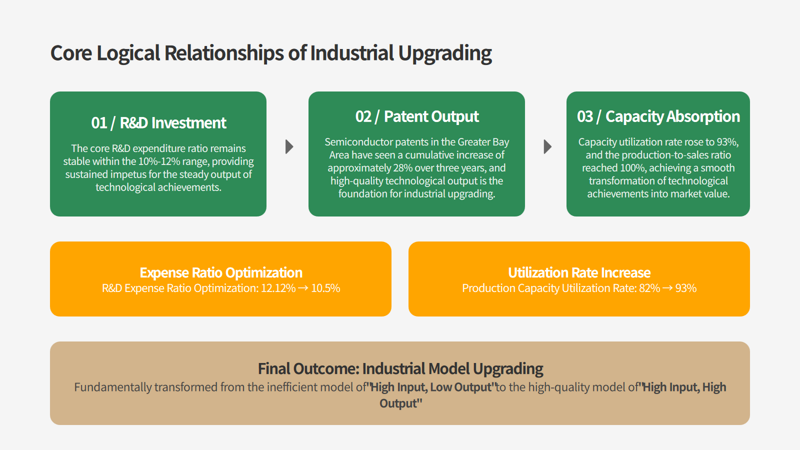 Core Logical Relationships of Industrial Upgrading
01 / R&D Investment
The core R&D expenditure ratio remains
stable within the 10%-12% range, providing
sustained impetus for the steady output of
technological achievements.
02 / Patent Output
Semiconductor patents in the Greater Bay
Area have seen a cumulative increase of
approximately 28% over three years, and
high-quality technological output is the
foundation for industrial upgrading.
03 / Capacity Absorption
Capacity utilization rate rose to 93%,
and the production-to-sales ratio
reached 100%, achieving a smooth
transformation of technological
achievements into market value.
Expense Ratio Optimization
R&D Expense Ratio Optimization: 12.12% → 10.5%
Utilization Rate Increase
Production Capacity Utilization Rate: 82% → 93%
Final Outcome: Industrial Model Upgrading
Fundamentally transformed from the inefficient model of"High Input, Low Output"to the high-quality model of"High Input, High
Output"